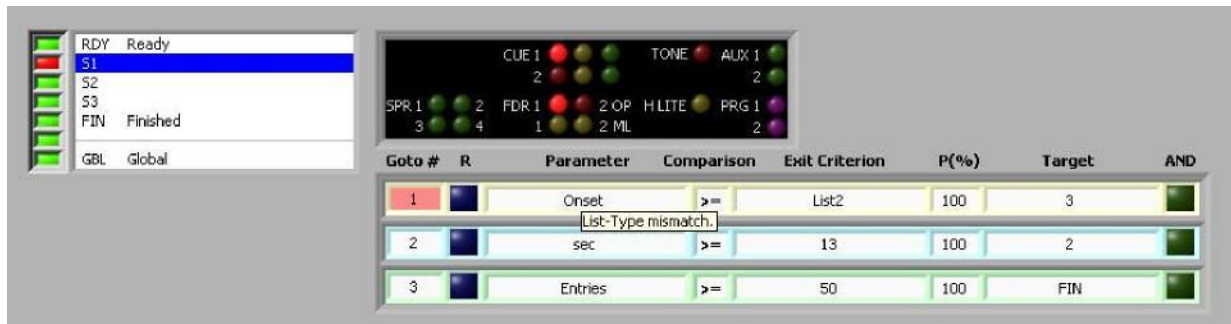 RDY Ready
S1
S2
S3
FIN Finished
GBL Global
CUE 1 TONE AUX 1
2 2
SPR 1 2 FDR 1 2 OP H LITE PRG 1
3 4 1 2 ML 2
Goto # R Parameter Comparison Exit Criterion P(%) Target AND
1 Onset >= List2 100 3
List-Type mismatch.
2 sec >= 13 100 2
3 Entries >= 50 100 FIN